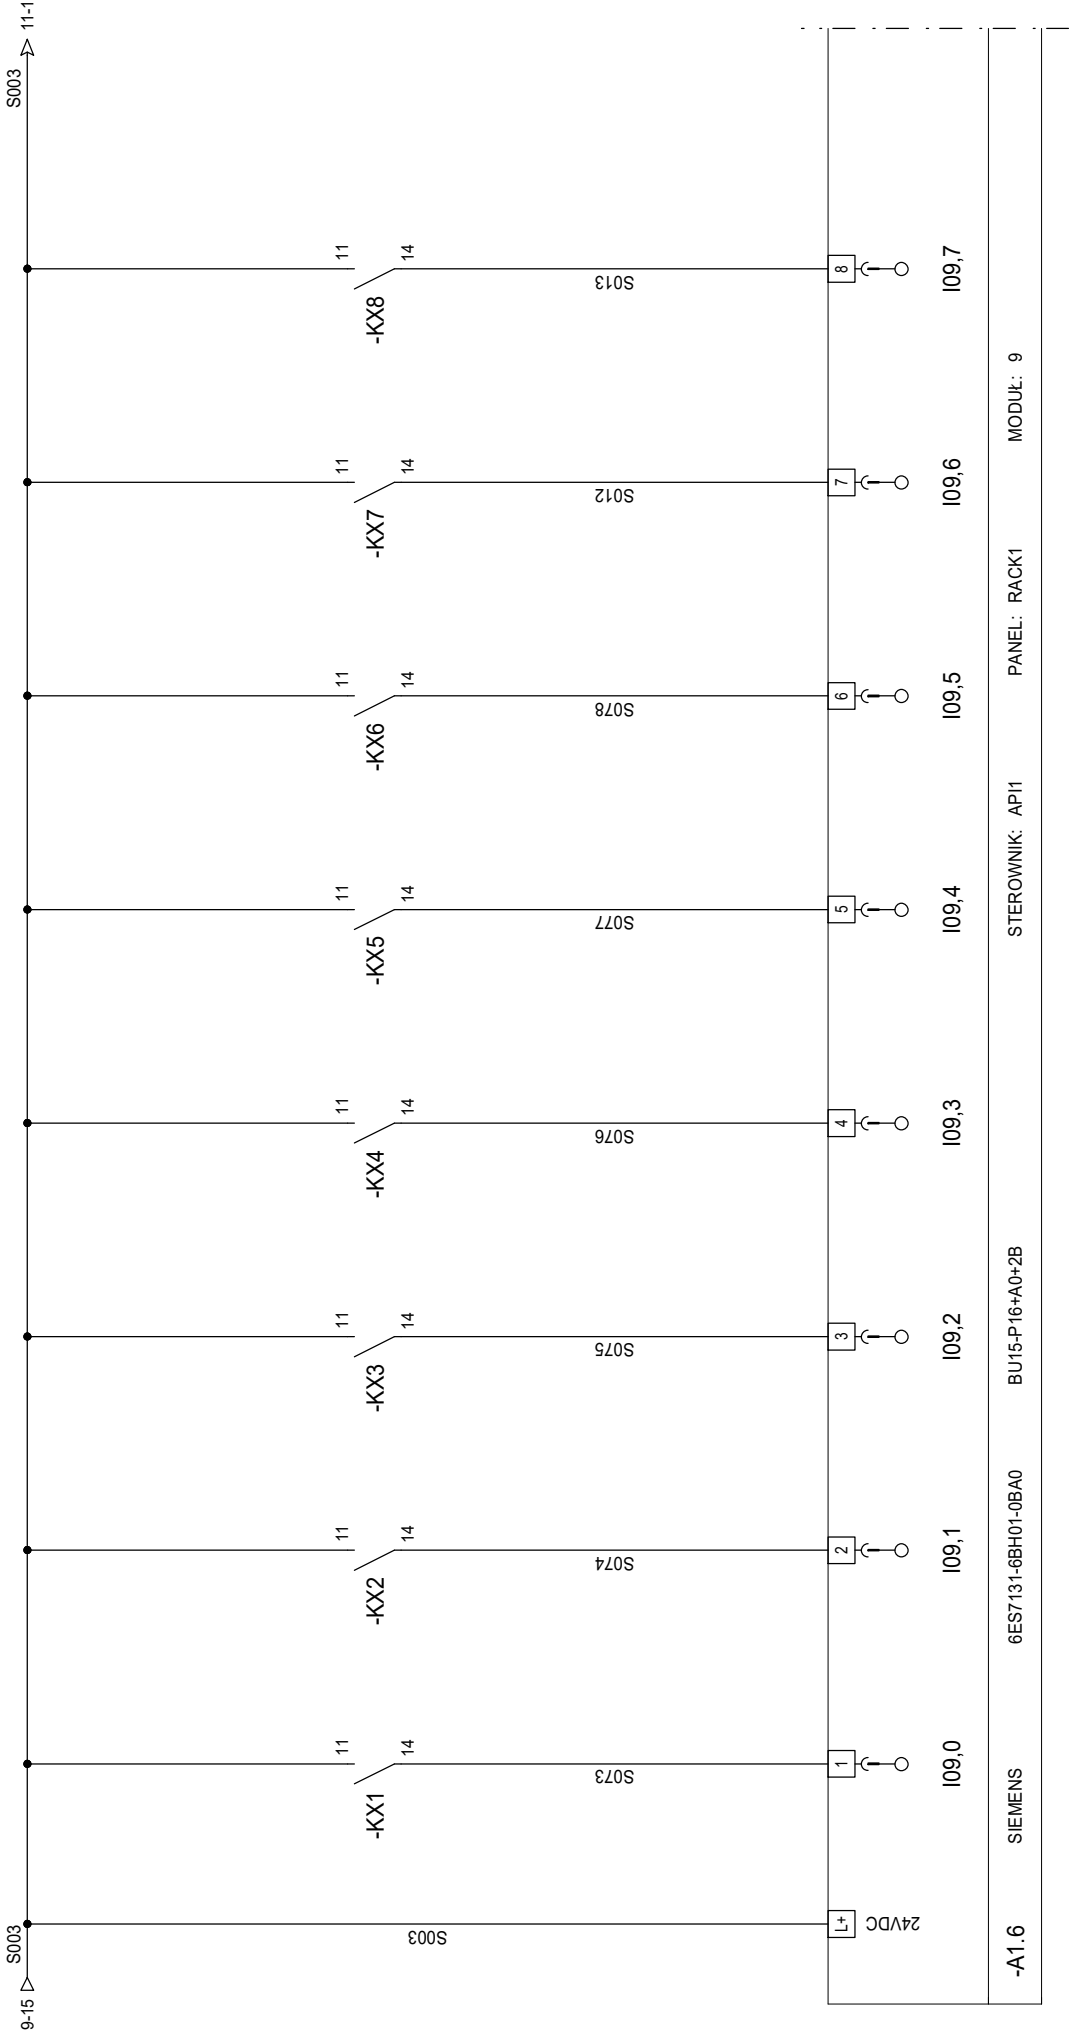 9-15
S003
S003
11-1
11
14
-KX1
11
14
-KX2
11
14
-KX3
11
14
-KX4
11
14
-KX5
11
14
-KX6
11
14
-KX7
11
14
-KX8
S003
S073
S074
S075
S076
S077
S078
S012
S013
L+
1
2
3
4
5
6
7
8
24VDC
I09,0
I09,1
I09,2
I09,3
I09,4
I09,5
I09,6
I09,7
-A1.6
SIEMENS
6ES7131-6BH01-0BA0
BU15-P16+A0+2B
STEROWNIK: API1
PANEL: RACK1
MODUŁ: 9